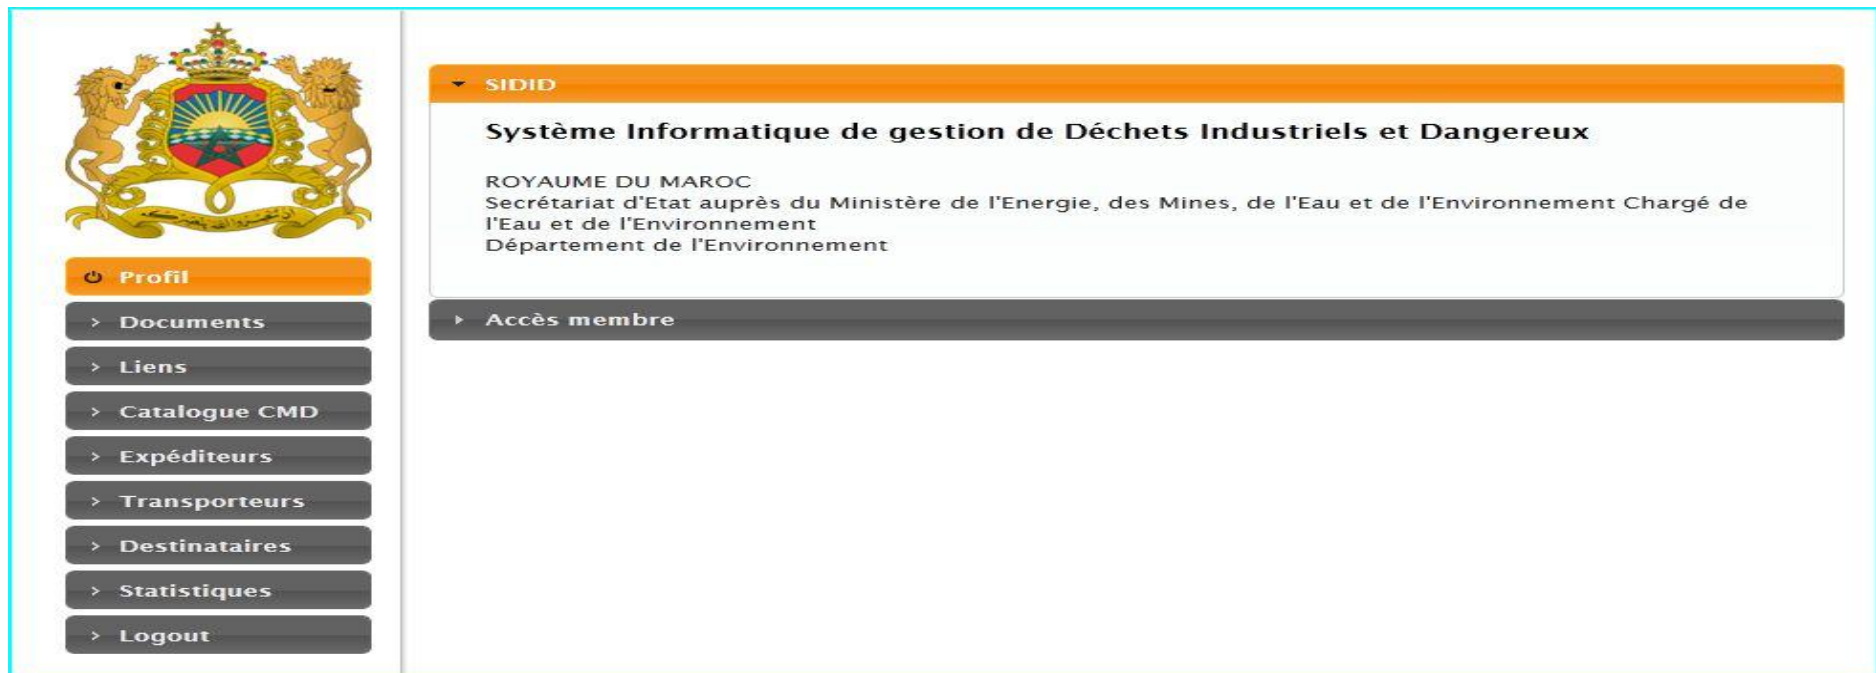 Profil
Documents
Liens
Catalogue CMD
Expéditeurs
Transporteurs
Destinataires
Statistiques
Logout
SIDID
Système Informatique de gestion de Déchets Industriels et Dangereux
ROYAUME DU MAROC
Secrétariat d'Etat auprès du Ministère de l'Energie, des Mines, de l'Eau et de l'Environnement Chargé de
l'Eau et de l'Environnement
Département de l'Environnement
Accès membre